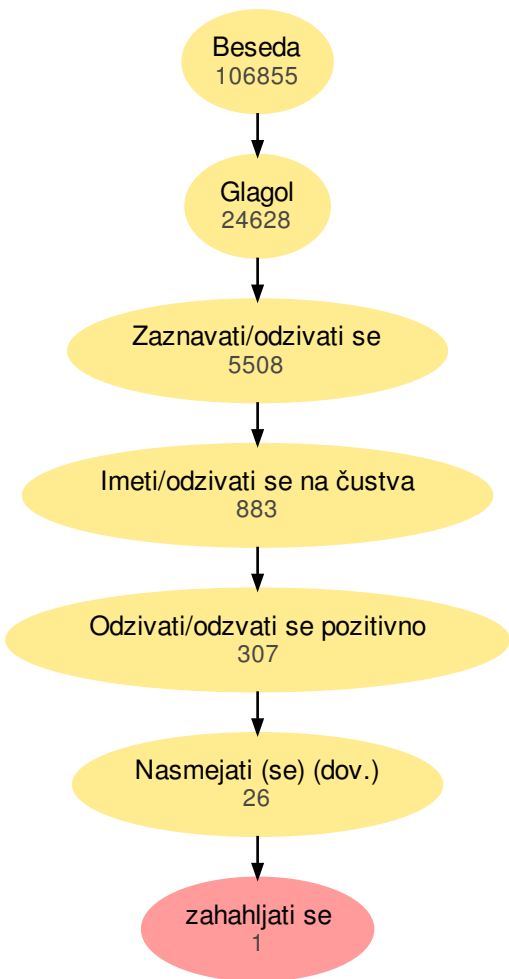 Beseda
106855
Glagol
24628
Zaznavati/odzivati se
5508
Imeti/odzivati se na čustva
883
Odzivati/odzvati se pozitivno
307
Nasmejati (se) (dov.)
26
zahahljati se
1